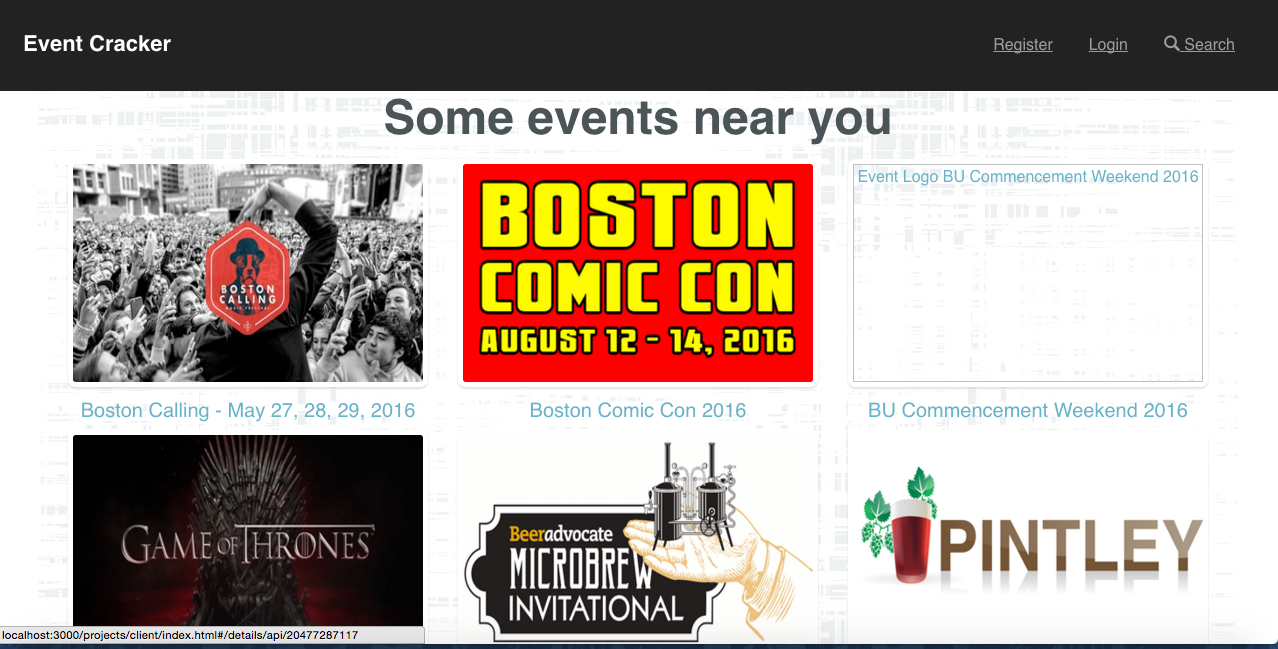 Event Cracker
Register
Login
Search
Some events near you
BOSTON
CALLING
MUSIC FESTIVAL
BOSTON
COMIC CON
AUGUST 12 - 14, 2016
Event Logo BU Commencement Weekend 2016
Boston Calling - May 27, 28, 29, 2016
Boston Comic Con 2016
BU Commencement Weekend 2016
GAME OF THRONES
Beeradvocate
MICROBREW
INVITATIONAL
PINTLEY
localhost:3000/projects/client/index.html#/details/api/20477287117